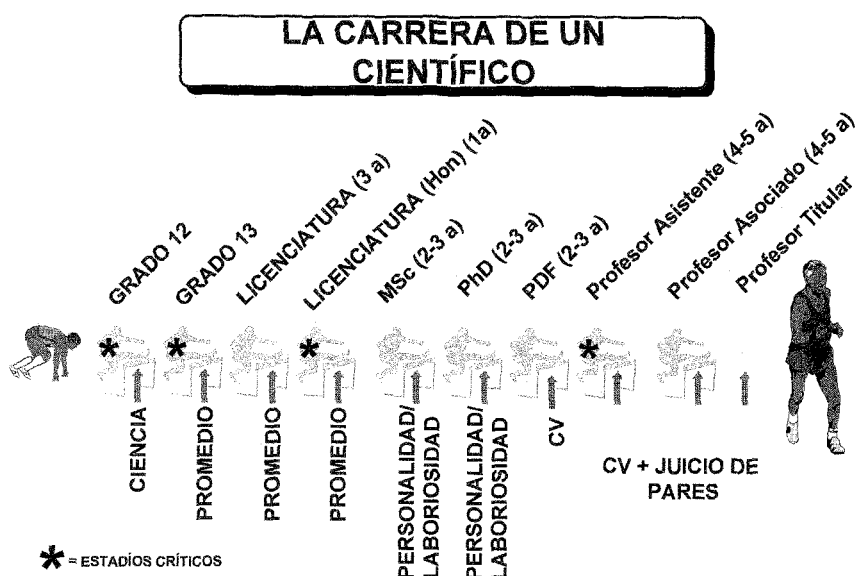 LA CARRERA DE UN
CIENTÍFICO
GRADO 12
GRADO 13
LICENCIATURA (3 a)
LICENCIATURA (Hon) (1a)
MSc (2-3 a)
PhD (2-3 a)
PDF (2-3 a)
Profesor Asistente (4-5 a)
Profesor Asociado (4-5 a)
Profesor Titular
* * * *
CIENCIA
PROMEDIO
PROMEDIO
PROMEDIO
PERSONALIDAD/
LABORIOSIDAD
PERSONALIDAD/
LABORIOSIDAD
CV
CV + JUICIO DE
PARES
* = ESTADÍOS CRÍTICOS